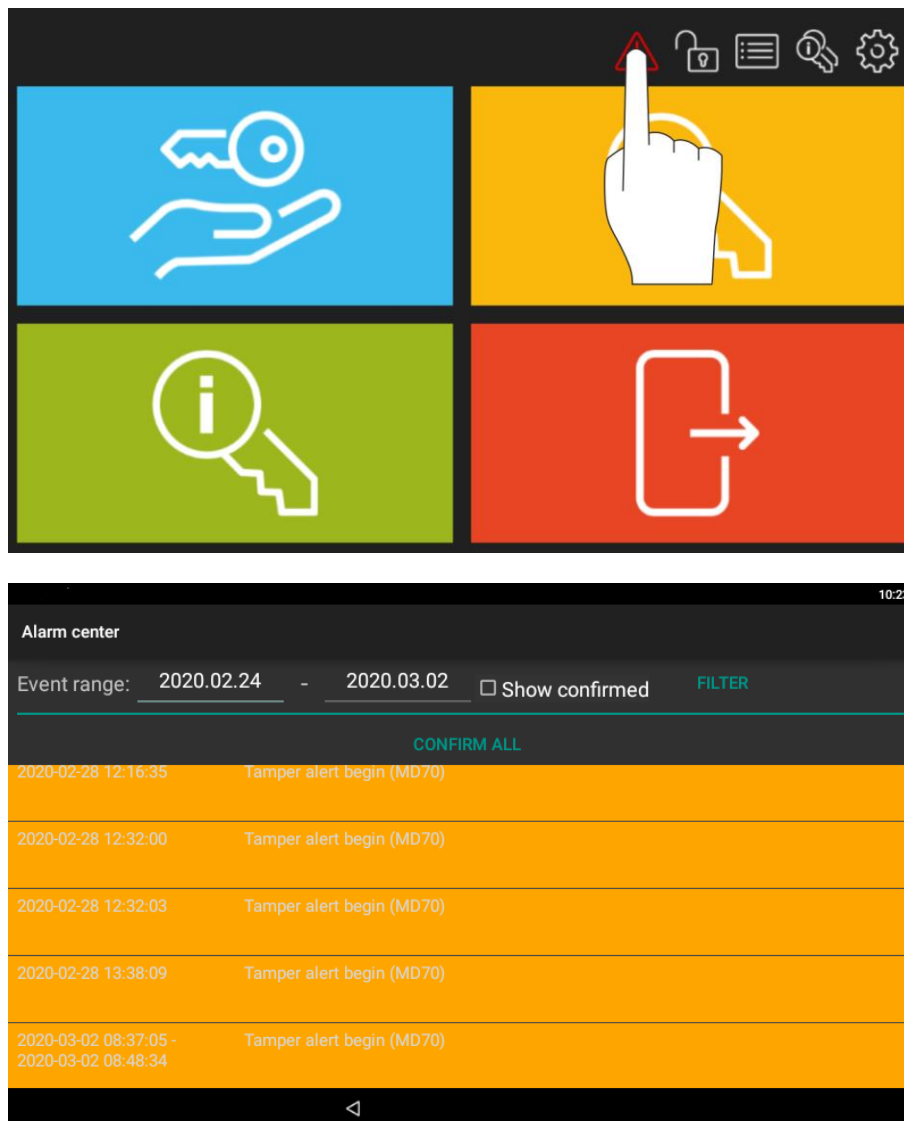 10:2
Alarm center
Event range: 2020.02.24 - 2020.03.02 Show confirmed FILTER
CONFIRM ALL
2020-02-28 12:16:35 Tamper alert begin (MD70)
2020-02-28 12:32:00 Tamper alert begin (MD70)
2020-02-28 12:32:03 Tamper alert begin (MD70)
2020-02-28 13:38:09 Tamper alert begin (MD70)
2020-03-02 08:37:05 - Tamper alert begin (MD70)
2020-03-02 08:48:34